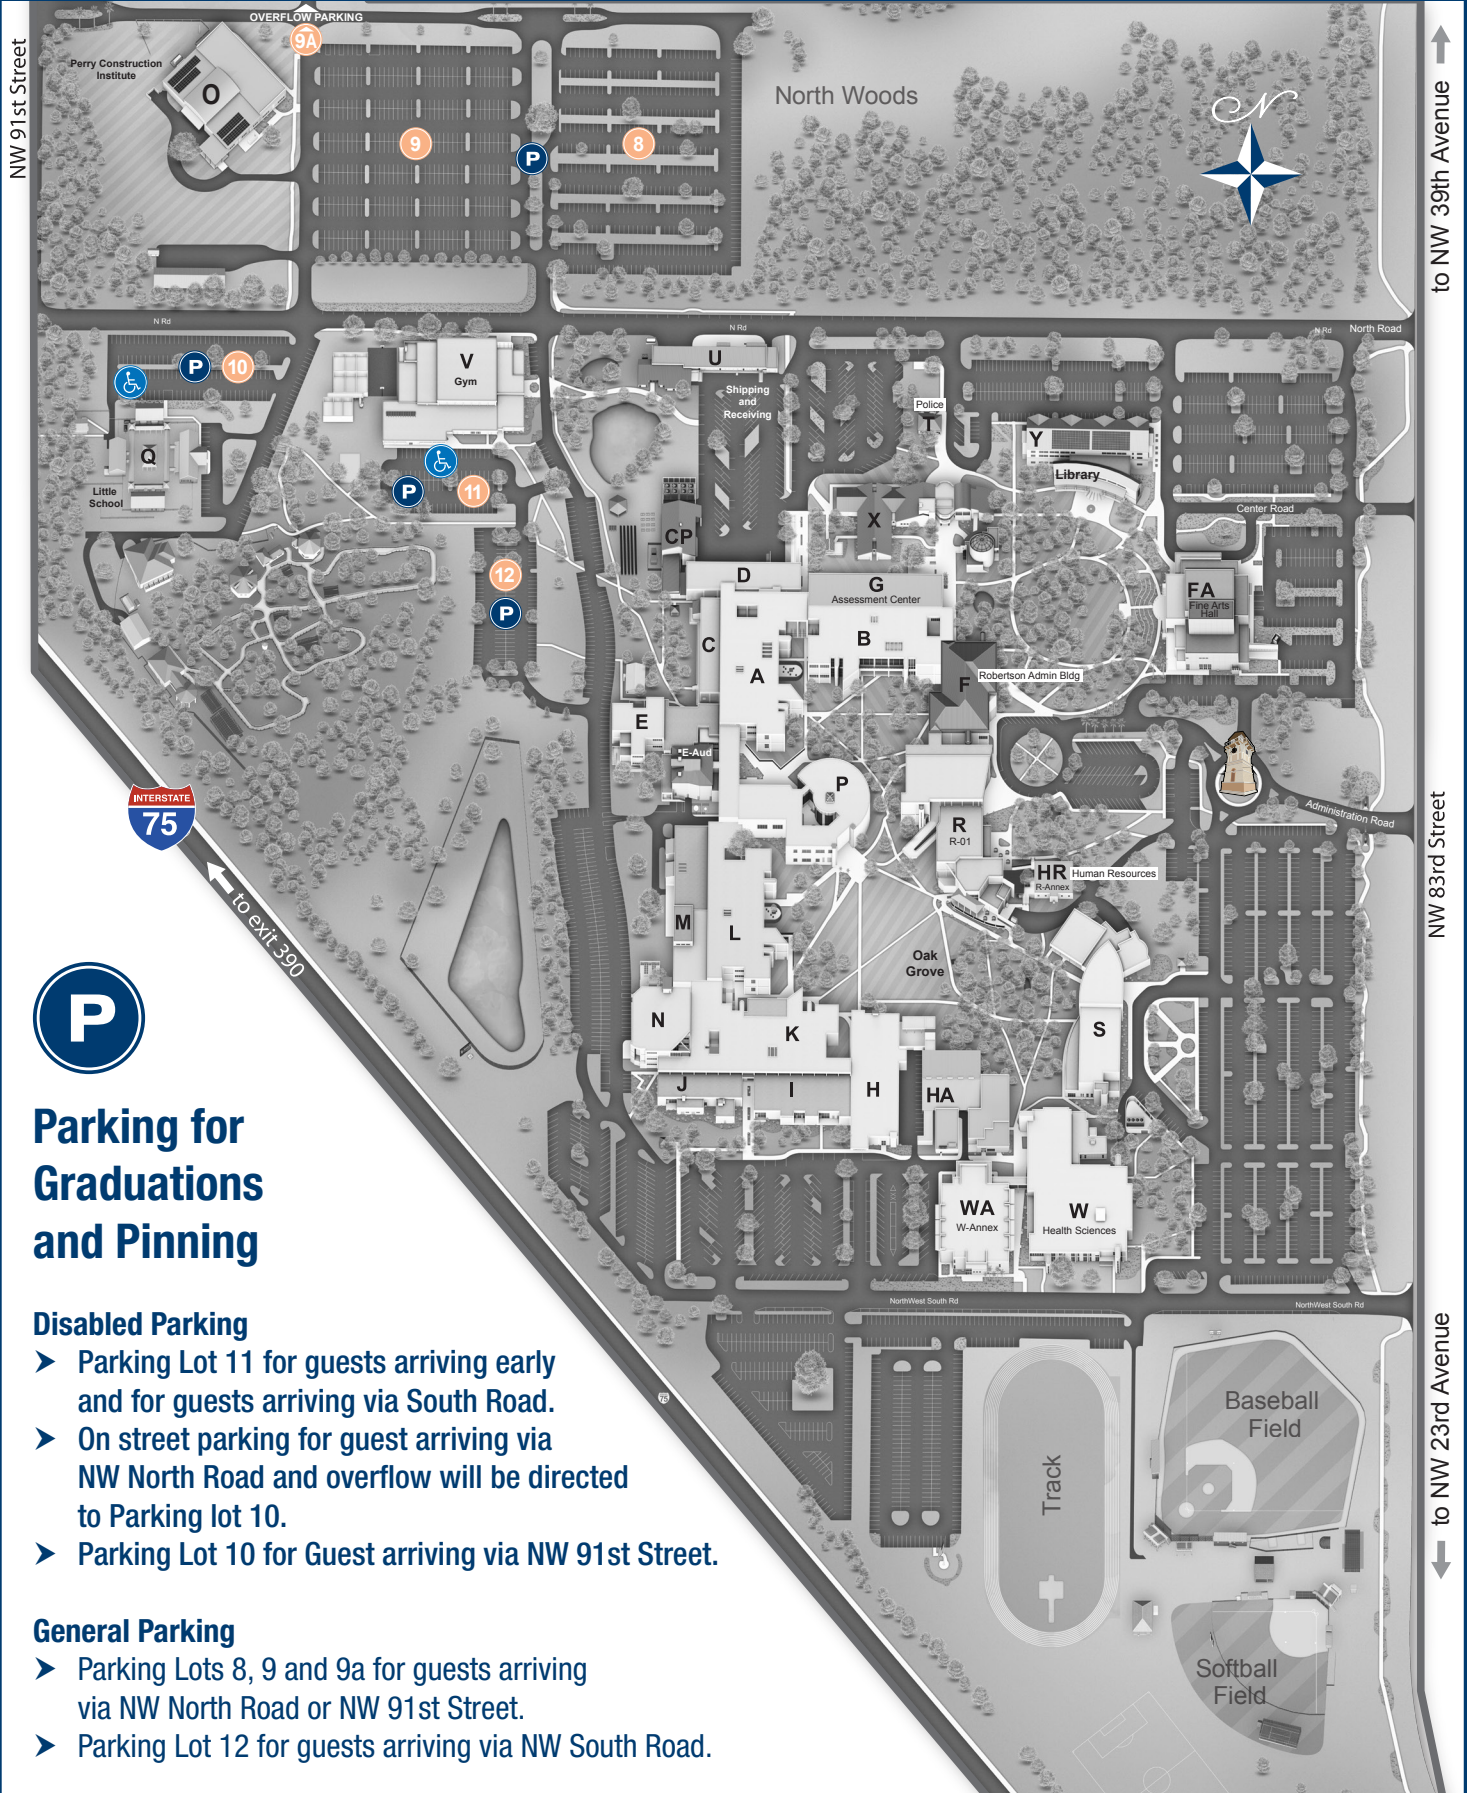 OVERFLOW PARKING
9A
NW 91st Street
Perry Construction
Institute
O
9
P
8
North Woods
N
to NW 39th Avenue
N Rd
N Rd
N Rd
North Road
P
10
V
Gym
U
Shipping
and
Receiving
Police
T
Y
Library
Q
Little
School
P
11
Center Road
X
CP
12
P
D
G
Assessment Center
FA
Fine Arts
Hall
C
B
A
F
Robertson Admin Bldg
E
E-Aud
P
INTERSTATE
75
Administration Road
R
R-01
HR
R-Annex
Human Resources
NW 83rd Street
to exit 390
M
L
Oak
Grove
P
N
K
S
J
I
H
HA
Parking for
Graduations
and Pinning
WA
W-Annex
W
Health Sciences
NorthWest South Rd
NorthWest South Rd
75
Baseball
Field
Track
to NW 23rd Avenue
Softball
Field
Disabled Parking
➤ Parking Lot 11 for guests arriving early
and for guests arriving via South Road.
➤ On street parking for guest arriving via
NW North Road and overflow will be directed
to Parking lot 10.
➤ Parking Lot 10 for Guest arriving via NW 91st Street.
General Parking
➤ Parking Lots 8, 9 and 9a for guests arriving
via NW North Road or NW 91st Street.
➤ Parking Lot 12 for guests arriving via NW South Road.